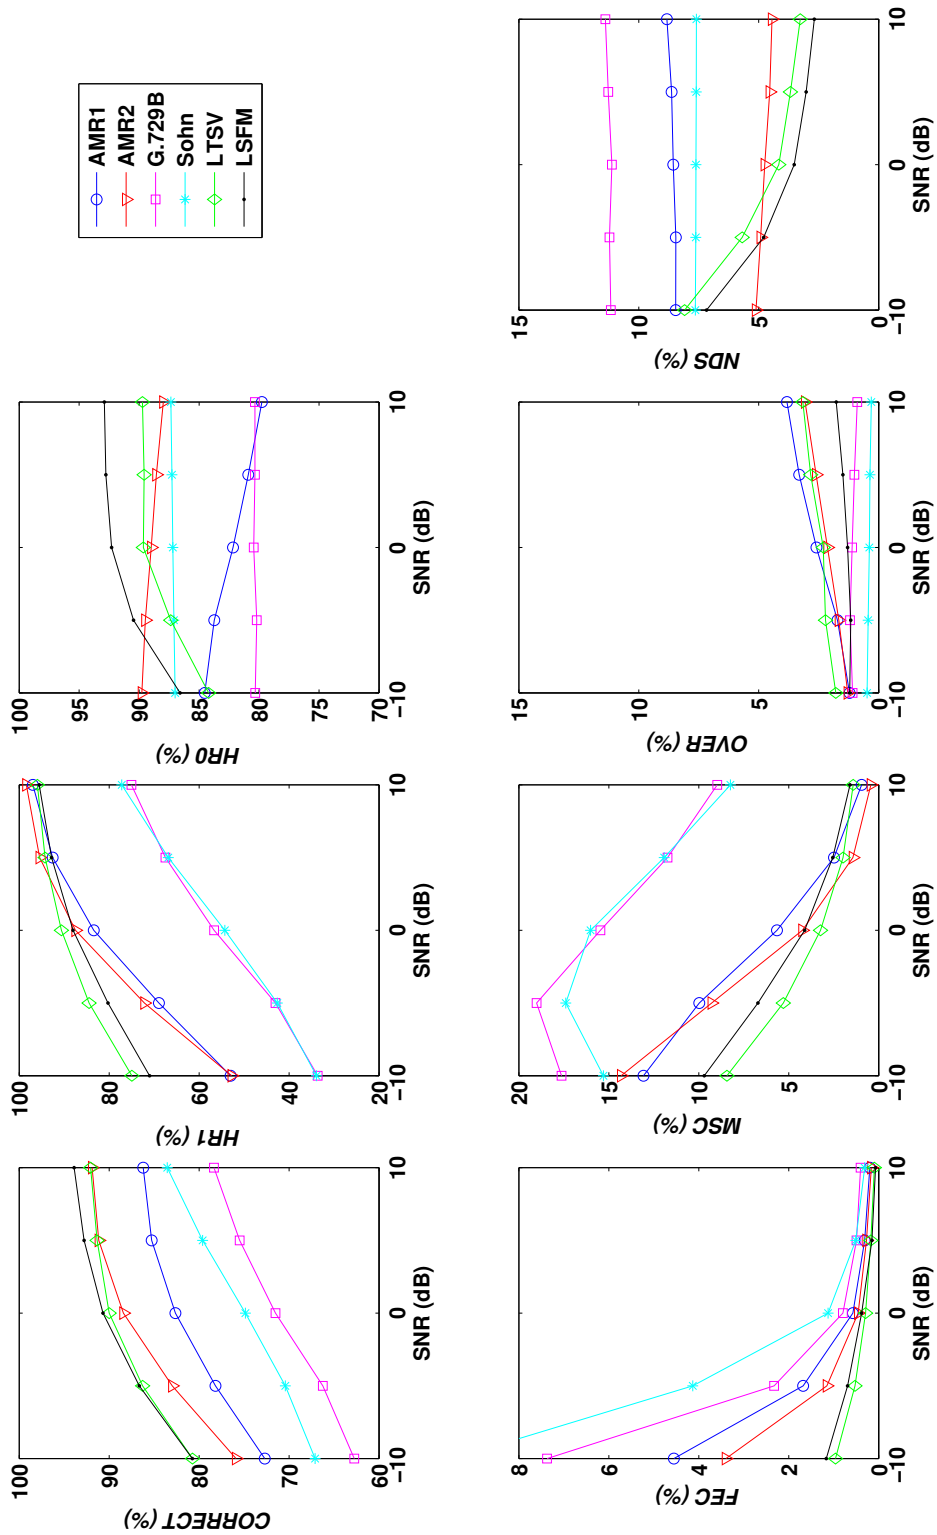 CORRECT (%)
100
90
80
70
60
−10
0
10
SNR (dB)
HR1 (%)
100
80
60
40
20
−10
0
10
SNR (dB)
HR0 (%)
100
95
90
85
80
75
70
−10
0
10
SNR (dB)
AMR1
AMR2
G.729B
Sohn
LTSV
LSFM
FEC (%)
8
6
4
2
0
−10
0
10
SNR (dB)
MSC (%)
20
15
10
5
0
−10
0
10
SNR (dB)
OVER (%)
15
10
5
0
−10
0
10
SNR (dB)
NDS (%)
15
10
5
0
−10
0
10
SNR (dB)